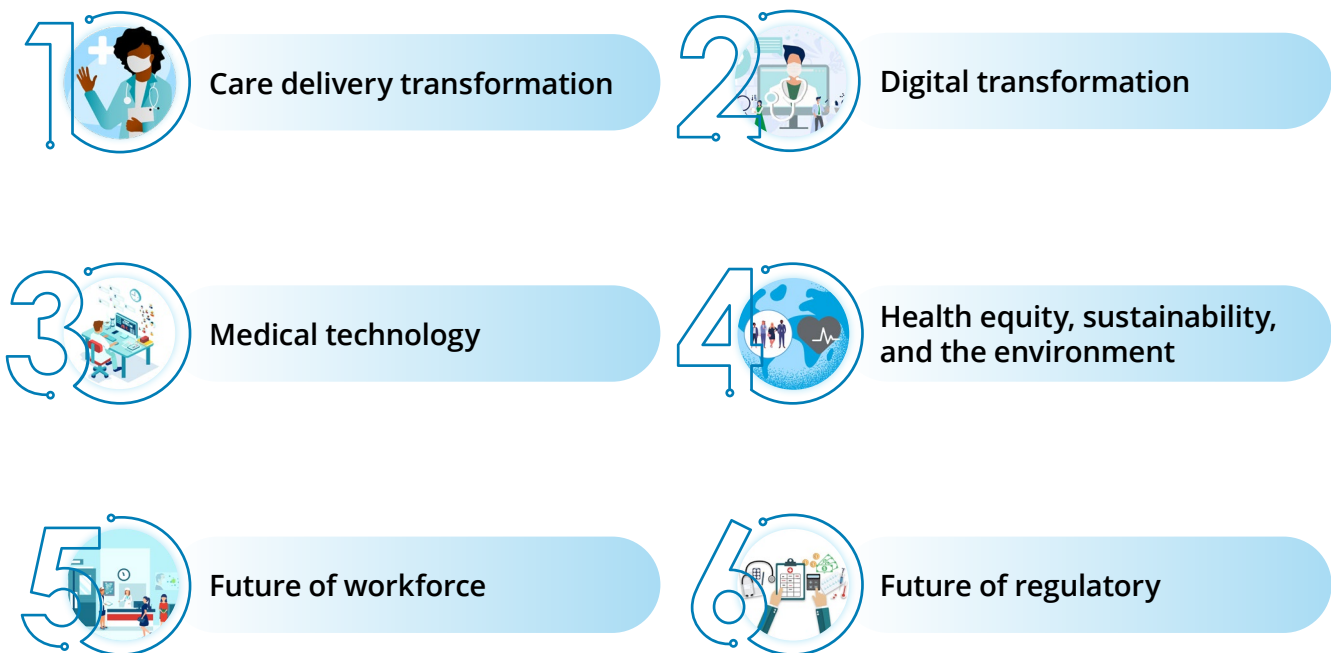 1
Care delivery transformation
2
Digital transformation
3
Medical technology
4
Health equity, sustainability,
and the environment
5
Future of workforce
6
Future of regulatory